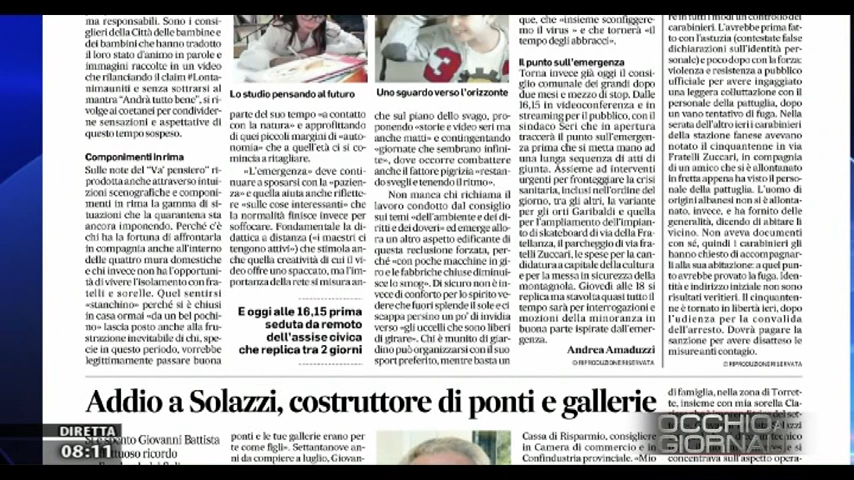 ma responsabili. Sono i consi-
glieri della Città delle bambine e
dei bambini che hanno tradotto
il loro stato d'animo in parole e
immagini raccolte in un video
che rilanciando il claim #Lonta-
nimauniti e senza sottrarsi al
mantra "Andrà tutto bene", si ri-
volge ai coetanei per condivider-
ne sensazioni e aspettative di
questo tempo sospeso.
Componimenti in rima
Sulle note del "Va' pensiero" ri-
prodotta anche attraverso intuiti
scenografiche e componi-
menti in rima la gamma di si-
tuazioni che la quarantena sta
ancora imponendo. Perché c'è
chi ha la fortuna di affrontarla
in compagnia anche all'interno
delle quattro mura domestiche
e chi invece non ha l'opportuni-
tà di vivere l'isolamento con fra-
telli e sorelle. Quel sentirsi
«stanchino» perché si è chiusi
in casa ormai «da un bel pochi-
no» lascia posto anche alla fru-
strazione inevitabile di chi, spe-
cie in questo periodo, vorrebbe
legittimamente passare buona
Lo studio pensando al futuro
parte del suo tempo «a contatto
con la natura» e approfittando
di quei piccoli margini di «auto-
nomia» che a quell'età ci si co-
mincia a ritagliare.
«L'emergenza» deve conti-
nuare a sposarsi con la «pazien-
za» e quella aiuta anche riflette-
re «sulle cose interessanti» che
la normalità finisce invece per
soffocare. Fondamentale la di-
dattica a distanza («i maestri ci
tengono attivi») che stimola an-
che quella creatività di cui il vi-
deo offre uno spaccato, ma l'im-
portanza della rete si misura an-
E oggi alle 16,15 prima
seduta da remoto
dell'assise civica
che replica tra 2 giorni
Uno sguardo verso l'orizzonte
che sul piano dello svago, pro-
ponendo «storie e video seri ma
anche matti» e contingentando
«giornate che sembrano infini-
te», dove occorre combattere
anche il fattore pigrizia «restan-
do svegli e tenendo il ritmo».
Non manca chi richiama il
lavoro condotto dal consiglio
sui temi «dell'ambiente e dei di-
ritti e dei doveri» ed emerge allo-
ra un altro aspetto edificante di
questa reclusione forzata, per-
ché «con poche macchine in gi-
ro e le fabbriche chiuse diminui-
sce lo smog». Di sicuro non è in-
vece di conforto per lo spirito ve-
dere che fuori splende il sole e ci
scappa persino un po' di invidia
verso «gli uccelli che sono liberi
di girare». Chi è munito di giar-
dino può organizzarsi con il suo
sport preferito, mentre basta un
que, che «insieme sconfiggere-
mo il virus » e che tornerà «il
tempo degli abbracci».
Il punto sull'emergenza
Torna invece già oggi il consi-
glio comunale dei grandi dopo
due mesi e mezzo di stop. Dalle
16,15 in videoconferenza e in
streaming per il pubblico, con il
sindaco Seri che in apertura
traccerà il punto sull'emergen-
za prima che si metta mano ad
una lunga sequenza di atti di
giunta. Assieme ad interventi
urgenti per fronteggiare la crisi
sanitaria, inclusi nell'ordine del
giorno, tra gli altri, la variante
per gli orti Garibaldi e quella
per l'ampliamento dell'impian-
to di skateboard di via della Fra-
tellanza, il parcheggio di via fra-
telli Zuccari, le spese per la can-
didatura a capitale della cultura
e per la messa in sicurezza della
montagnola. Giovedì alle 18 si
replica ma stavolta quasi tutto il
tempo sarà per interrogazioni e
mozioni della minoranza in
buona parte ispirate dall'emer-
genza.
Andrea Amaduzzi
© RIPRODUZIONE RISERVATA
re in tutti i modi un controllo dei
carabinieri. L'avrebbe prima fat-
to con l'astuzia (contestate false
dichiarazioni sull'identità per-
sonale) e poco dopo con la forza:
violenza e resistenza a pubblico
ufficiale per avere ingaggiato
una leggera colluttazione con il
personale della pattuglia, dopo
un vano tentativo di fuga. Nella
serata dell'altro ieri i carabinieri
della stazione fanese avevano
notato il cinquantenne in via
Fratelli Zuccari, in compagnia
di un amico che si è allontanato
in fretta appena ha visto il perso-
nale della pattuglia. L'uomo di
origini albanesi non si è allonta-
nato, invece, e ha fornito delle
generalità, dicendo di abitare lì
vicino. Non aveva documenti
con sé, quindi i carabinieri gli
hanno chiesto di accompagnar-
li alla sua abitazione: a quel pun-
to avrebbe provato la fuga. Iden-
tità e indirizzo iniziale non sono
risultati veritieri. Il cinquanten-
ne è tornato in libertà ieri, dopo
l'udienza per la convalida
dell'arresto. Dovrà pagare la
sanzione per avere disatteso le
misure anti contagio.
© RIPRODUZIONE RISERVATA
Addio a Solazzi, costruttore di ponti e gallerie
Si è spento Giovanni Battista
ttuoso ricordo
ponti e le tue gallerie erano per
te come figli». Settantanove an-
ni da compiere a luglio, Giovan-
Cassa di Risparmio, consigliere
in Camera di commercio e in
Confindustria provinciale. «Mio
di famiglia, nella zona di Torret-
te, insieme con mia sorella Cla-
concentrava sull'aspetto opera-
DIRETTA
08:11
OCCHIO
GIORNA